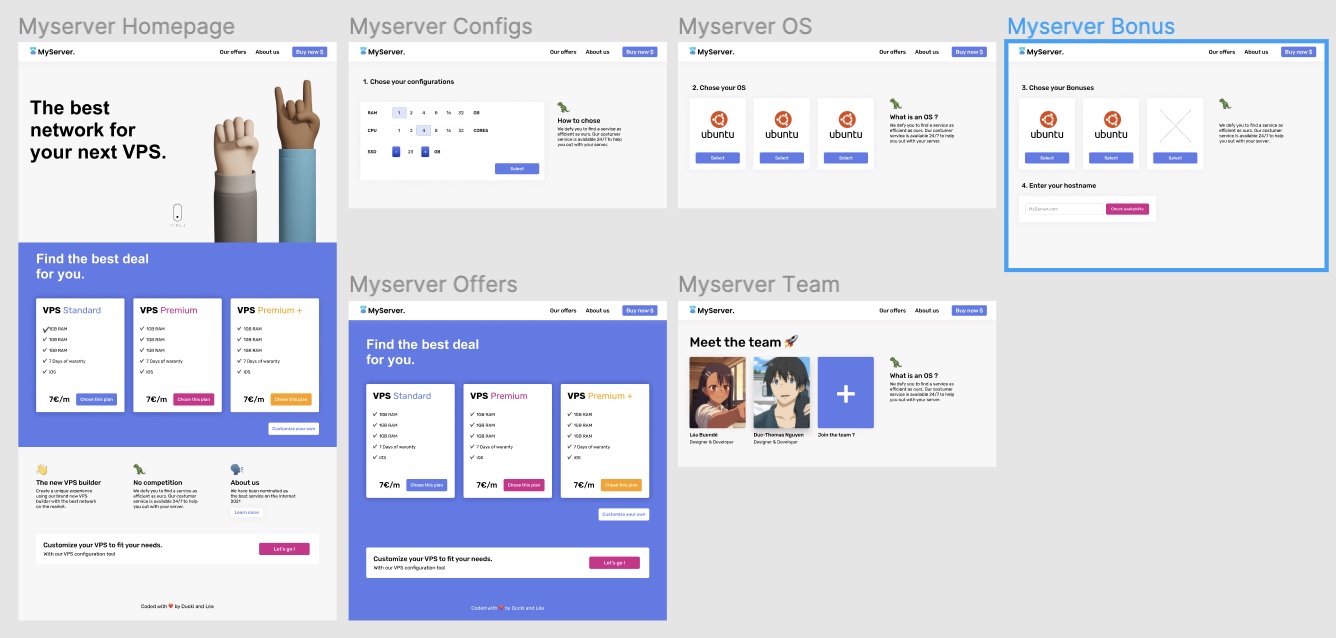 Myserver Homepage
MyServer.
Our offers
About us
Buy now $
The best
network for
your next VPS.
Find the best deal
for you.
VPS Standard
1GB RAM
1GB RAM
1GB RAM
7 Days of waranty
iOS
7€/m
Chose this plan
VPS Premium
1GB RAM
1GB RAM
1GB RAM
7 Days of waranty
iOS
7€/m
Chose this plan
VPS Premium +
1GB RAM
1GB RAM
1GB RAM
7 Days of waranty
iOS
7€/m
Chose this plan
Customize your own
The new VPS builder
Create a unique experience
using our brand new VPS
builder with the best network
on the market.
No competition
We defy you to find a service as
efficient as ours. Our costumer
service is available 24/7 to help
you out with your server.
About us
We have been nominated as
the best service on the internet
2021
Learn more
Customize your VPS to fit your needs.
With our VPS configuration tool
Let's go !
Coded with ❤ by Ducki and Léa
Myserver Configs
MyServer.
Our offers
About us
Buy now $
1. Chose your configurations
RAM 1 2 4 8 16 32 GB
CPU 1 2 4 8 16 32 CORES
SSD - 20 + GB
Select
How to chose
We defy you to find a service as
efficient as ours. Our costumer
service is available 24/7 to help
you out with your server.
Myserver OS
MyServer.
Our offers
About us
Buy now $
2. Chose your OS
ubuntu
Select
ubuntu
Select
ubuntu
Select
What is an OS ?
We defy you to find a service as
efficient as ours. Our costumer
service is available 24/7 to help
you out with your server.
Myserver Bonus
MyServer.
Our offers
About us
Buy now $
3. Chose your Bonuses
ubuntu
Select
ubuntu
Select
Select
We defy you to find a service as
efficient as ours. Our costumer
service is available 24/7 to help
you out with your server.
4. Enter your hostname
MyServer.com
Check availability
Myserver Offers
MyServer.
Our offers
About us
Buy now $
Find the best deal
for you.
VPS Standard
1GB RAM
1GB RAM
1GB RAM
7 Days of waranty
iOS
7€/m
Chose this plan
VPS Premium
1GB RAM
1GB RAM
1GB RAM
7 Days of waranty
iOS
7€/m
Chose this plan
VPS Premium +
1GB RAM
1GB RAM
1GB RAM
7 Days of waranty
iOS
7€/m
Chose this plan
Customize your own
Customize your VPS to fit your needs.
With our VPS configuration tool
Let's go !
Coded with ❤ by Ducki and Léa
Myserver Team
MyServer.
Our offers
About us
Buy now $
Meet the team 🚀
Léa Buendé
Designer & Developer
Duc-Thomas Nguyen
Designer & Developer
Join the team ?
What is an OS ?
We defy you to find a service as
efficient as ours. Our costumer
service is available 24/7 to help
you out with your server.